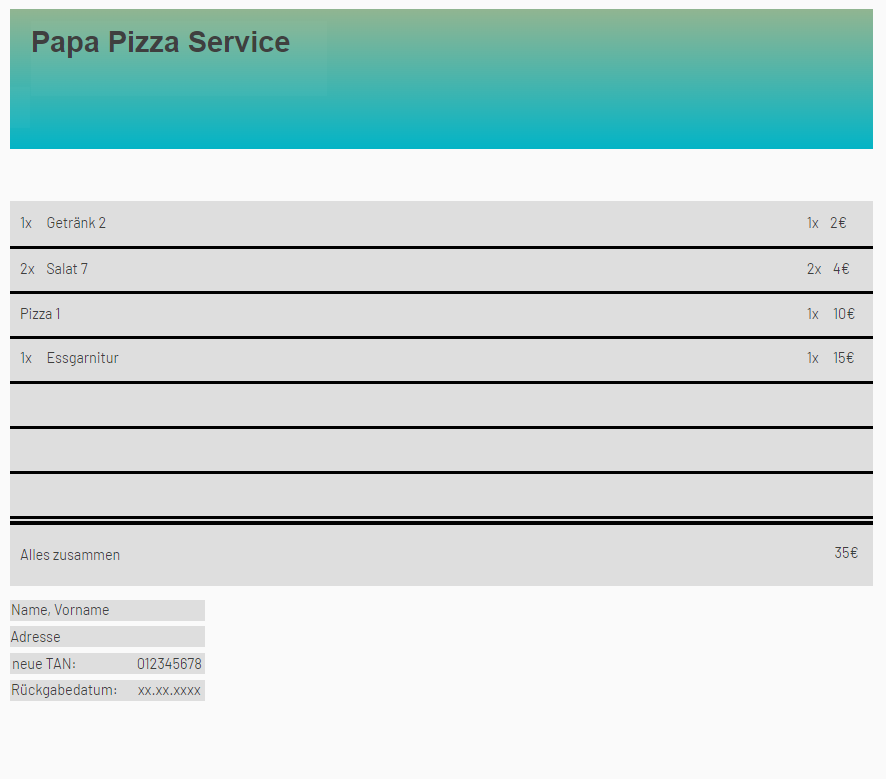 Papa Pizza Service
1x Getränk 2 1x 2€
2x Salat 7 2x 4€
Pizza 1 1x 10€
1x Essgarnitur 1x 15€
Alles zusammen 35€
Name, Vorname
Adresse
neue TAN: 012345678
Rückgabedatum: xx.xx.xxxx